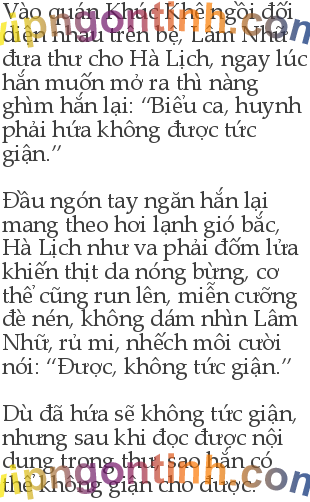 Vào quán Khúc Khê ngồi đối
diện nhau trên bệ, Lâm Nhữ
đưa thư cho Hà Lịch, ngay lúc
hắn muốn mở ra thì nàng
ghìm hắn lại: “Biểu ca, huynh
phải hứa không được tức
giận.”
Đầu ngón tay ngăn hắn lại
mang theo hơi lạnh gió bắc,
Hà Lịch như va phải đốm lửa
khiến thịt da nóng bừng, cơ
thể cũng run lên, miễn cưỡng
đè nén, không dám nhìn Lâm
Nhữ, rủ mi, nhếch môi cười
nói: “Được, không tức giận.”
Dù đã hứa sẽ không tức giận,
nhưng sau khi đọc được nội
dung trong thư, sao hắn có
thể không giận cho được.
vipngontinh.com
vipngontinh.com